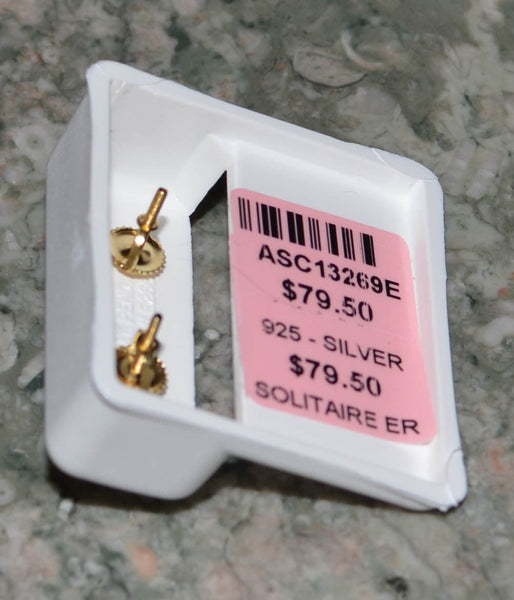 ASC13269E
$79.50
925 - SILVER
$79.50
SOLITAIRE ER